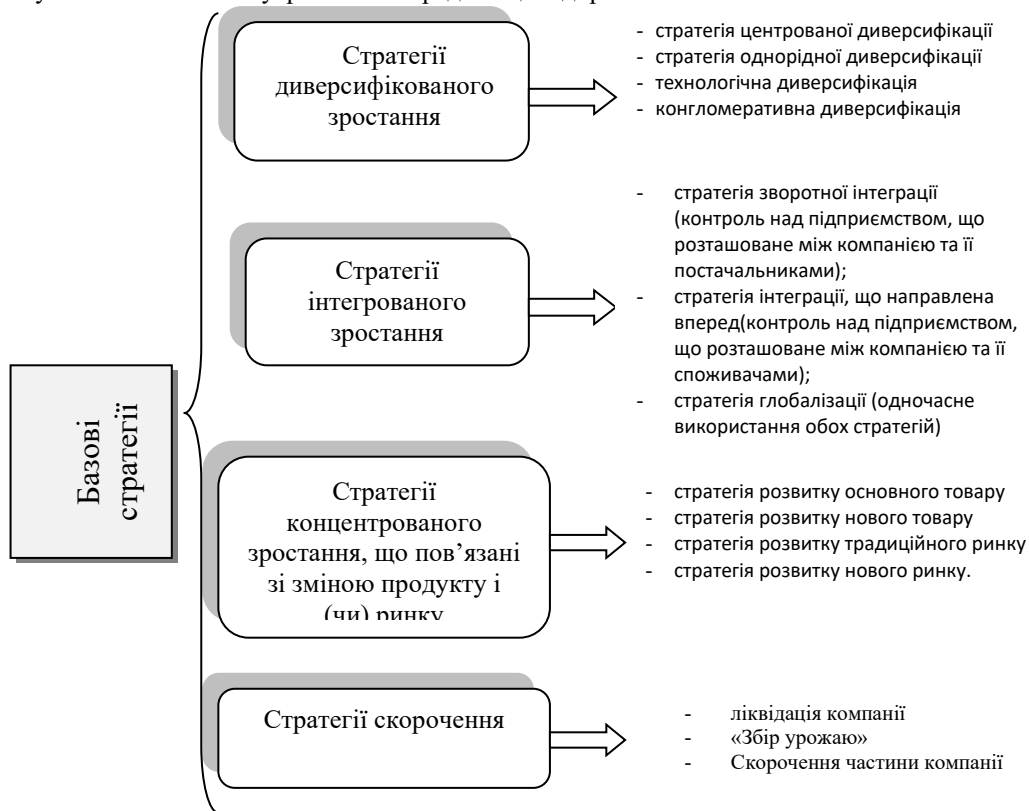 Стратегії
диверсифікованого
зростання
- стратегія центрованої диверсифікації
- стратегія однорідної диверсифікації
- технологічна диверсифікація
- конгломеративна диверсифікація
Стратегії
інтегрованого
зростання
- стратегія зворотної інтеграції
(контроль над підприємством, що
розташоване між компанією та її
постачальниками);
- стратегія інтеграції, що направлена
вперед(контроль над підприємством,
що розташоване між компанією та її
споживачами);
- стратегія глобалізації (одночасне
використання обох стратегій)
Базові
стратегії
Стратегії
концентрованого
зростання, що пов’язані
зі зміною продукту і
(чи) ринку
- стратегія розвитку основного товару
- стратегія розвитку нового товару
- стратегія розвитку традиційного ринку
- стратегія розвитку нового ринку.
Стратегії скорочення
- ліквідація компанії
- «Збір урожаю»
- Скорочення частини компанії